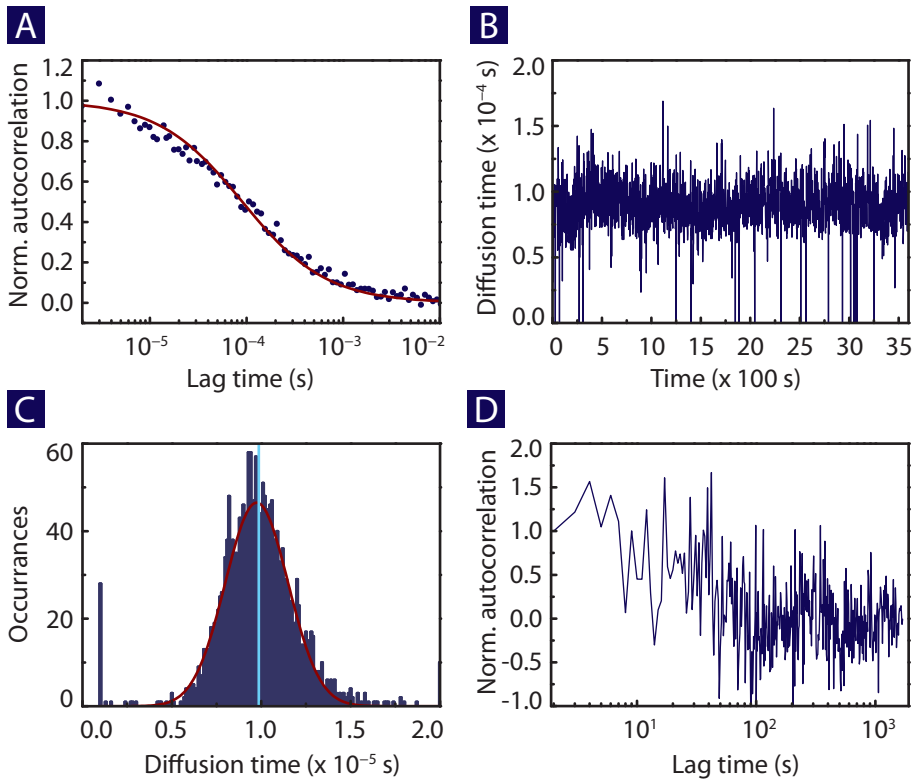 A
Norm. autocorrelation
1.2
1.0
0.8
0.6
0.4
0.2
0.0
10⁻⁵ 10⁻⁴ 10⁻³ 10⁻²
Lag time (s)
B
Diffusion time (x 10⁻⁴ s)
2.0
1.5
1.0
0.5
0.0
0 5 10 15 20 25 30 35
Time (x 100 s)
C
Occurrances
60
40
20
0
0.0 0.5 1.0 1.5 2.0
Diffusion time (x 10⁻⁵ s)
D
Norm. autocorrelation
1.5
1.0
0.5
0.0
-0.5
-1.0
10¹ 10² 10³
Lag time (s)